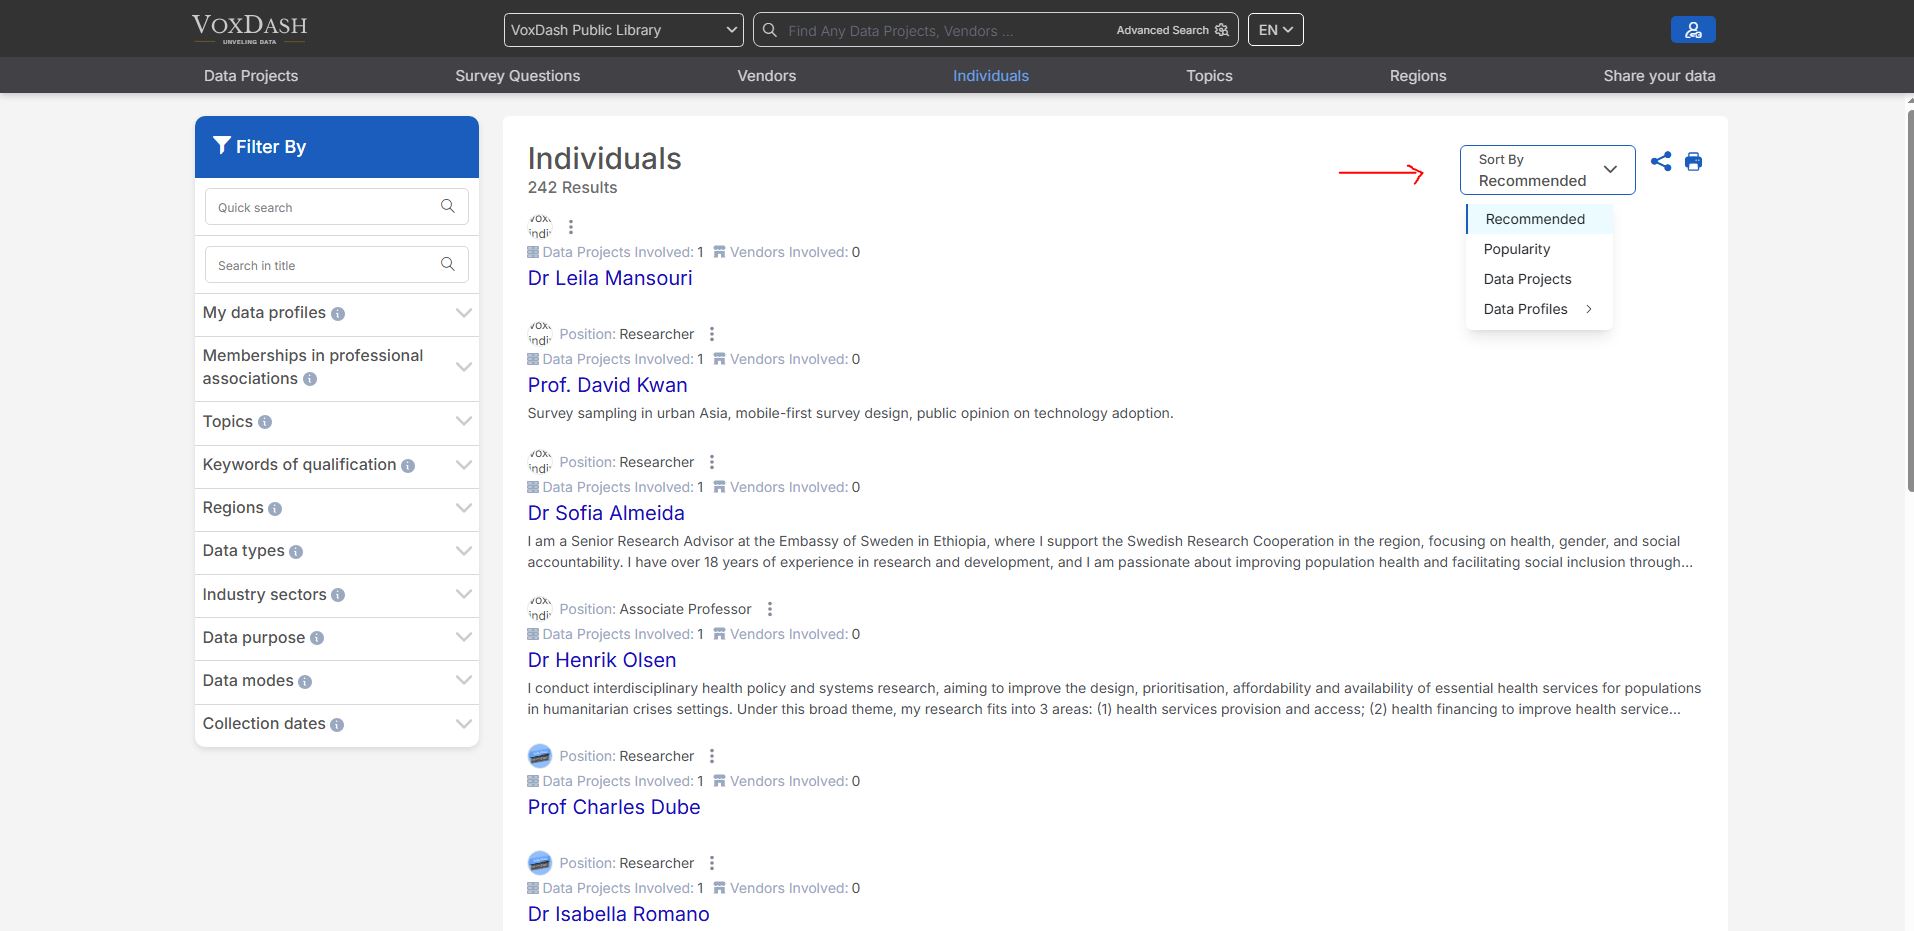 VOXDASH
UNVEILING DATA
VoxDash Public Library
Find Any Data Projects, Vendors ...
Advanced Search
EN
Data Projects
Survey Questions
Vendors
Individuals
Topics
Regions
Share your data
Filter By
Quick search
Search in title
My data profiles
Memberships in professional
associations
Topics
Keywords of qualification
Regions
Data types
Industry sectors
Data purpose
Data modes
Collection dates
Individuals
242 Results
Sort By
Recommended
Recommended
Popularity
Data Projects
Data Profiles
Data Projects Involved: 1 Vendors Involved: 0
Dr Leila Mansouri
Position: Researcher
Data Projects Involved: 1 Vendors Involved: 0
Prof. David Kwan
Survey sampling in urban Asia, mobile-first survey design, public opinion on technology adoption.
Position: Researcher
Data Projects Involved: 1 Vendors Involved: 0
Dr Sofia Almeida
I am a Senior Research Advisor at the Embassy of Sweden in Ethiopia, where I support the Swedish Research Cooperation in the region, focusing on health, gender, and social
accountability. I have over 18 years of experience in research and development, and I am passionate about improving population health and facilitating social inclusion through...
Position: Associate Professor
Data Projects Involved: 1 Vendors Involved: 0
Dr Henrik Olsen
I conduct interdisciplinary health policy and systems research, aiming to improve the design, prioritisation, affordability and availability of essential health services for populations
in humanitarian crises settings. Under this broad theme, my research fits into 3 areas: (1) health services provision and access; (2) health financing to improve health service...
Position: Researcher
Data Projects Involved: 1 Vendors Involved: 0
Prof Charles Dube
Position: Researcher
Data Projects Involved: 1 Vendors Involved: 0
Dr Isabella Romano